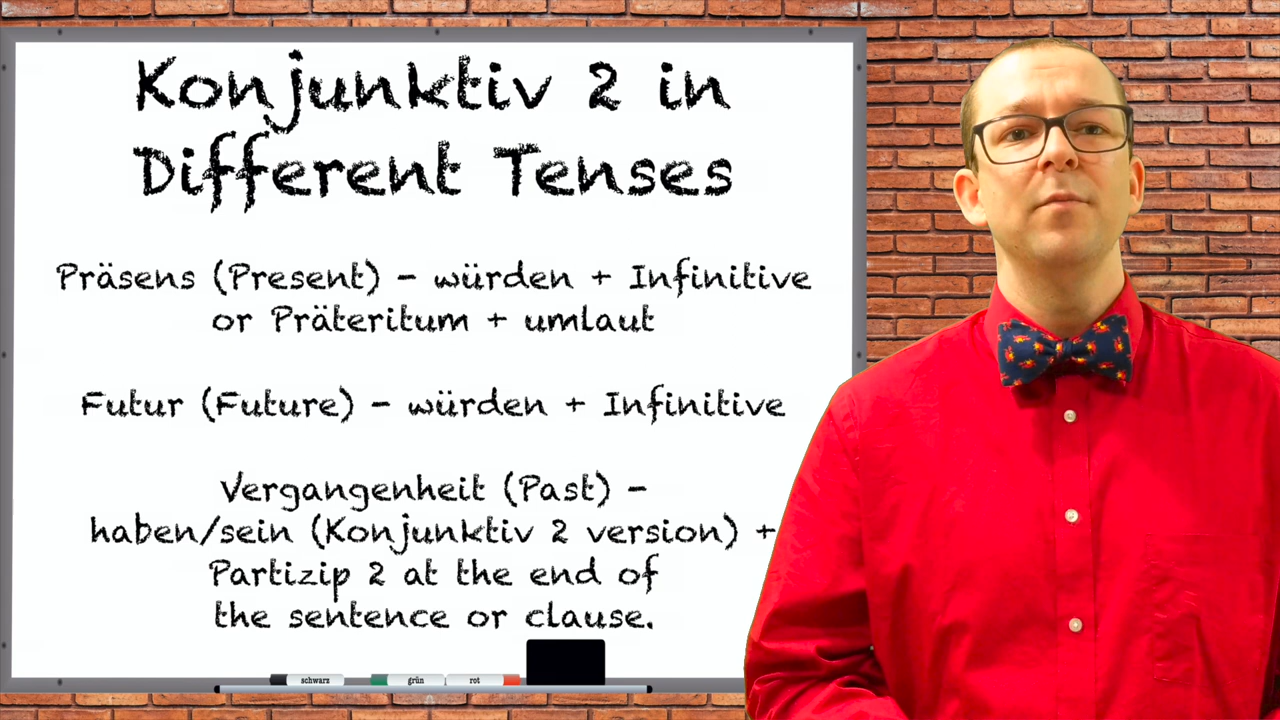 Konjunktiv 2 in
Different Tenses
Präsens (Present) - würden + Infinitive
or Präteritum + umlaut
Futur (Future) - würden + Infinitive
Vergangenheit (Past) -
haben/sein (Konjunktiv 2 version) +
Partizip 2 at the end of
the sentence or clause.
schwarz
grün
rot